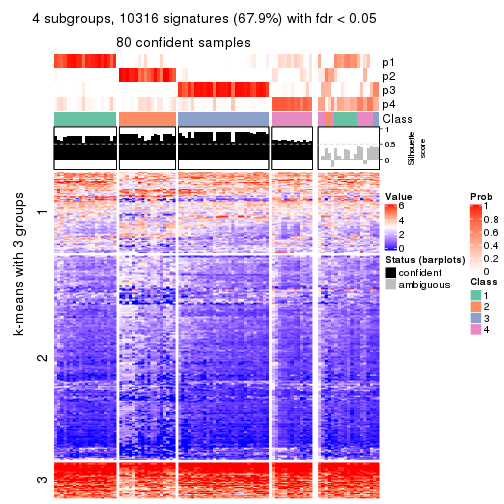 4 subgroups, 10316 signatures (67.9%) with fdr < 0.05
80 confident samples
p1
p2
p3
p4
Class
1
0.5
0
Silhouette
score
k-means with 3 groups
1
2
3
Value
6
4
2
0
Status (barplots)
confident
ambiguous
Prob
1
0.8
0.6
0.4
0.2
0
Class
1
2
3
4